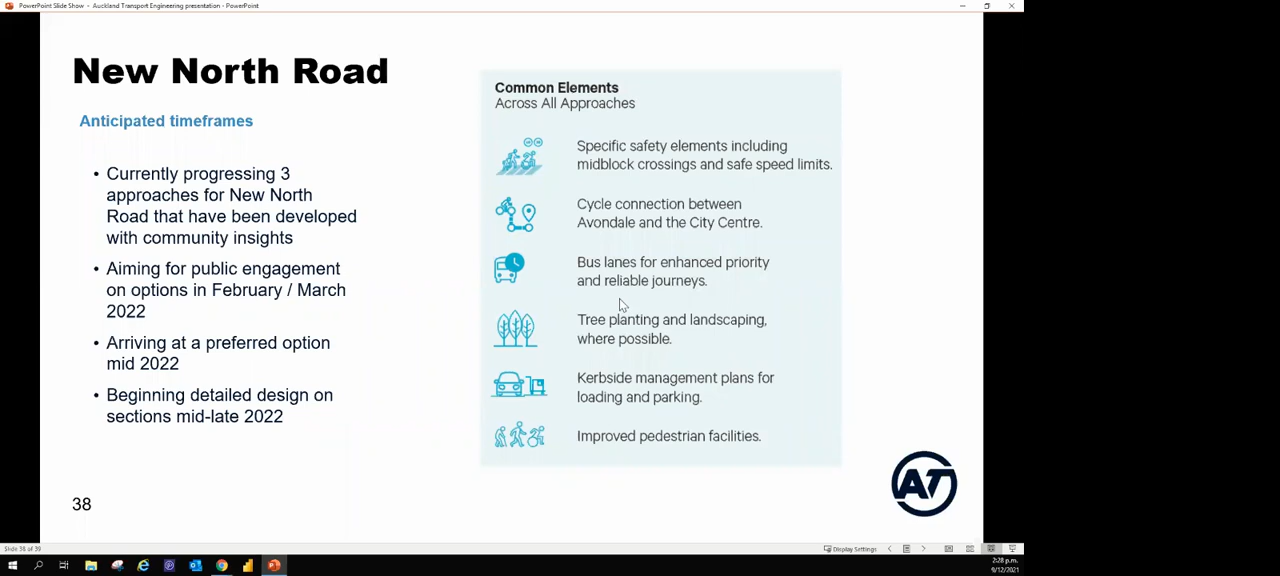 PowerPoint Slide Show - Auckland Transport Engineering presentation - PowerPoint
New North Road
Anticipated timeframes
• Currently progressing 3
approaches for New North
Road that have been developed
with community insights
• Aiming for public engagement
on options in February / March
2022
• Arriving at a preferred option
mid 2022
• Beginning detailed design on
sections mid-late 2022
38
Common Elements
Across All Approaches
Specific safety elements including
midblock crossings and safe speed limits.
Cycle connection between
Avondale and the City Centre.
Bus lanes for enhanced priority
and reliable journeys.
Tree planting and landscaping,
where possible.
Kerbside management plans for
loading and parking.
Improved pedestrian facilities.
AT
Slide 38 of 39
Display Settings
2:28 p.m.
9/12/2021